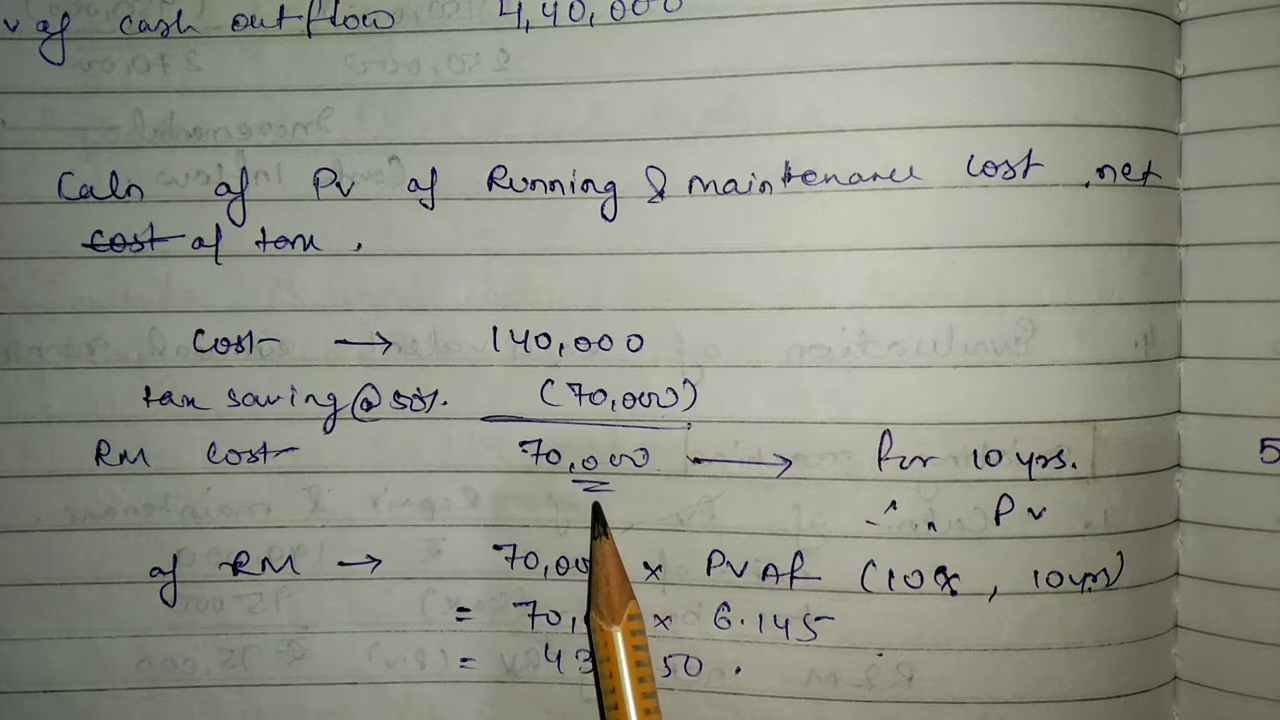 v of cash outflow 4,40,000
Caln of PV of Running & maintenance cost net
cost of tax.
Cost → 140,000
tax saving @ 50%. (70,000)
RM cost 70,000 → for 10 yrs.
5
∴ PV
of RM → 70,00 x PVAF (10%, 10yrs)
= 70, x 6.145
= 43 50.